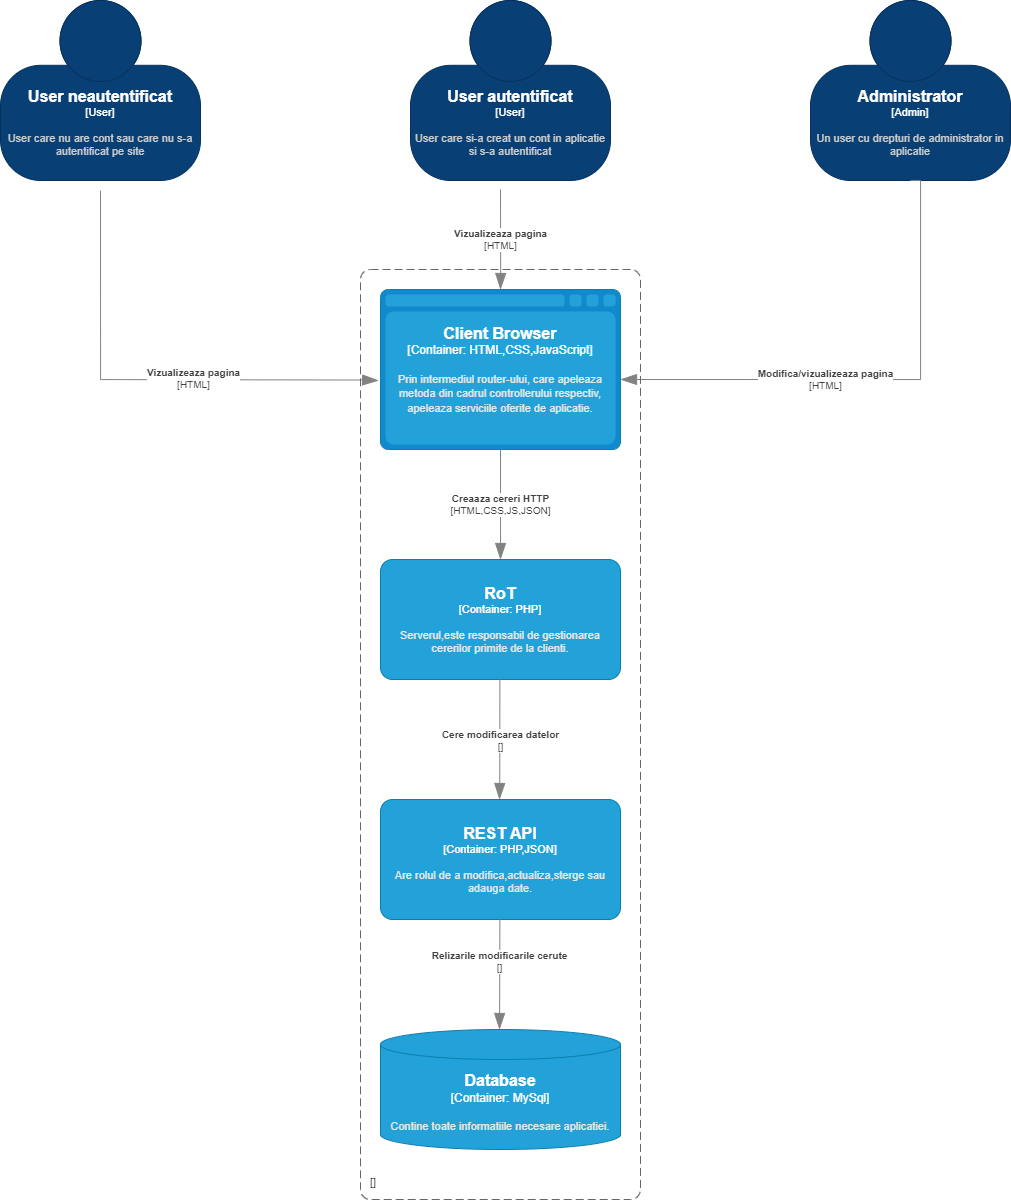 User neautentificat
[User]
User care nu are cont sau care nu s-a
autentificat pe site
User autentificat
[User]
User care si-a creat un cont in aplicatie
si s-a autentificat
Administrator
[Admin]
Un user cu drepturi de administrator in
aplicatie
Vizualizeaza pagina
[HTML]
Client Browser
[Container: HTML,CSS,JavaScript]
Prin intermediul router-ului, care apeleaza
metoda din cadrul controllerului respectiv,
apeleaza serviciile oferite de aplicatie.
Vizualizeaza pagina
[HTML]
Modifica/vizualizeaza pagina
[HTML]
Creaaza cereri HTTP
[HTML,CSS,JS,JSON]
RoT
[Container: PHP]
Serverul,este responsabil de gestionarea
cererilor primite de la clienti.
Cere modificarea datelor
[]
REST API
[Container: PHP,JSON]
Are rolul de a modifica,actualiza,sterge sau
adauga date.
Relizarile modificarile cerute
[]
Database
[Container: MySql]
Contine toate informatiile necesare aplicatiei.
[]